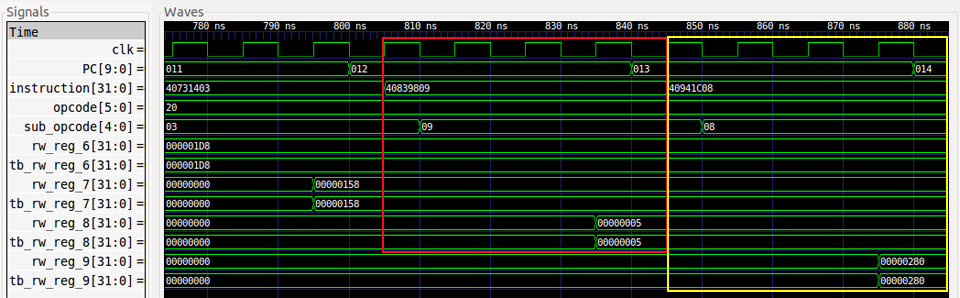 Signals
Waves
Time
780 ns 790 ns 800 ns 810 ns 820 ns 830 ns 840 ns 850 ns 860 ns 870 ns 880 ns
clk =
PC[9:0] = 011 012 013 014
instruction[31:0] = 40731403 40839809 40941C08
opcode[5:0] = 20
sub_opcode[4:0] = 03 09 08
rw_reg_6[31:0] = 000001D8
tb_rw_reg_6[31:0] = 000001D8
rw_reg_7[31:0] = 00000000 00000158
tb_rw_reg_7[31:0] = 00000000 00000158
rw_reg_8[31:0] = 00000000 00000005
tb_rw_reg_8[31:0] = 00000000 00000005
rw_reg_9[31:0] = 00000000 00000280
tb_rw_reg_9[31:0] = 00000000 00000280